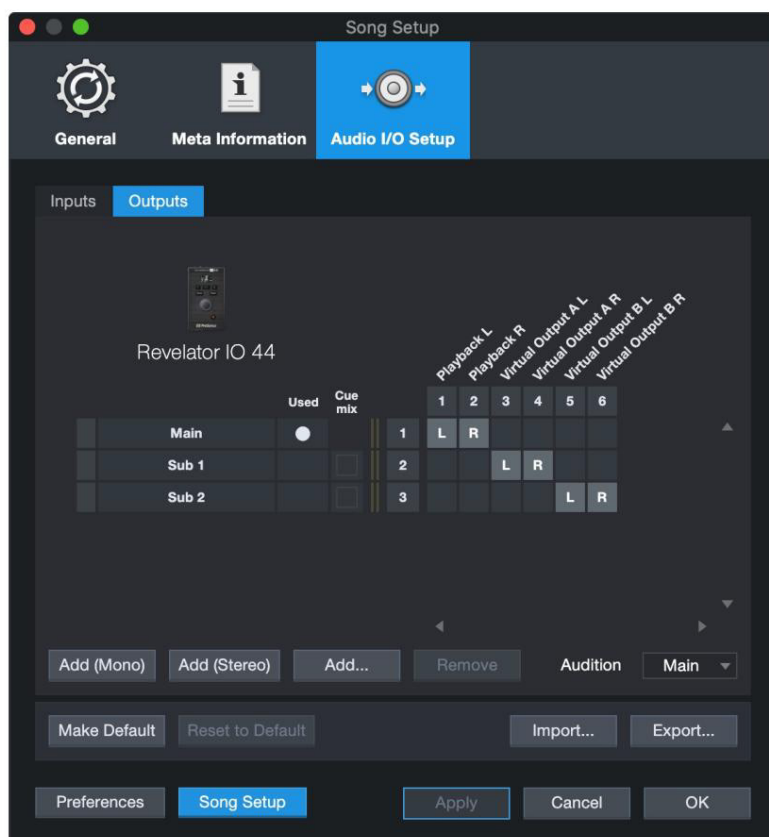 Song Setup
General
Meta Information
Audio I/O Setup
Inputs
Outputs
Revelator IO 44
Playback L
Playback R
Virtual Output A L
Virtual Output A R
Virtual Output B L
Virtual Output B R
Used
Cue mix
1 2 3 4 5 6
Main 1 L R
Sub 1 2 L R
Sub 2 3 L R
Add (Mono)
Add (Stereo)
Add...
Remove
Audition
Main
Make Default
Reset to Default
Import...
Export...
Preferences
Song Setup
Apply
Cancel
OK